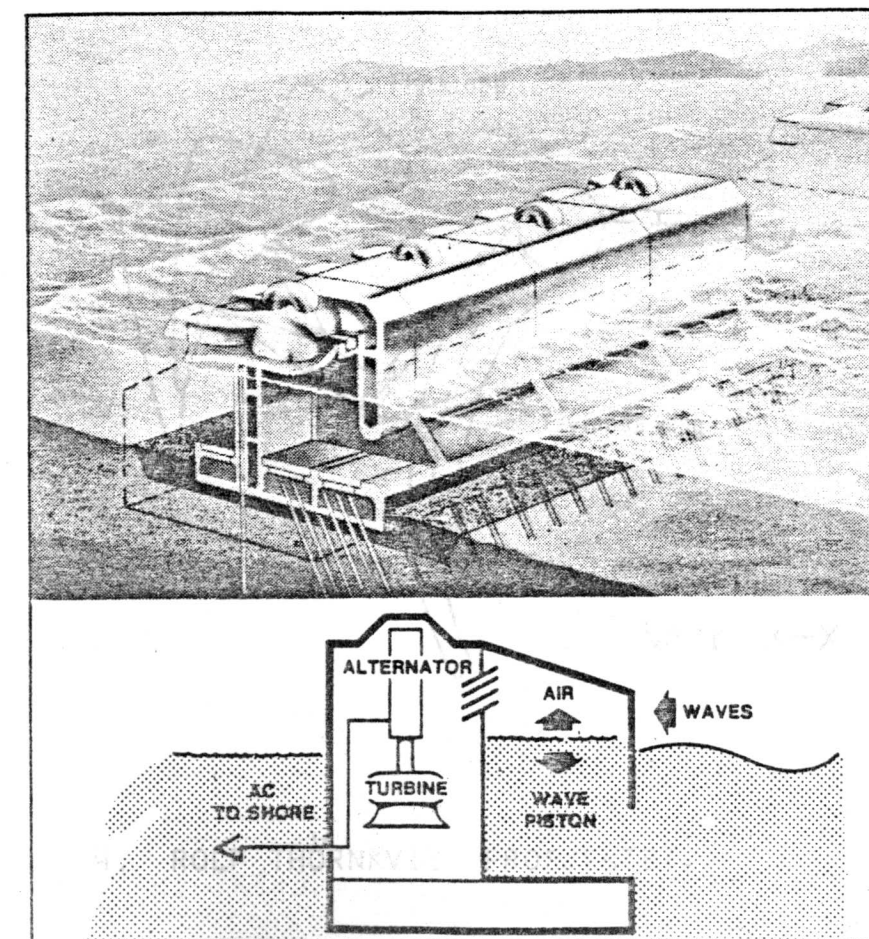 ALTERNATOR
AIR
WAVES
TURBINE
AC
TO SHORE
WAVE
PISTON